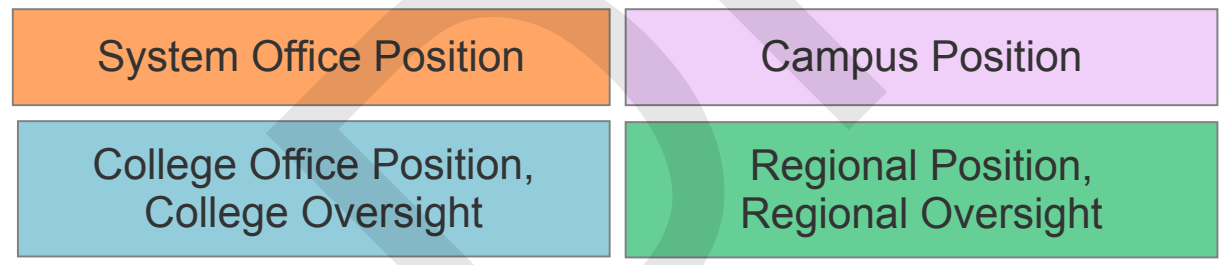 System Office Position
Campus Position
College Office Position,
College Oversight
Regional Position,
Regional Oversight